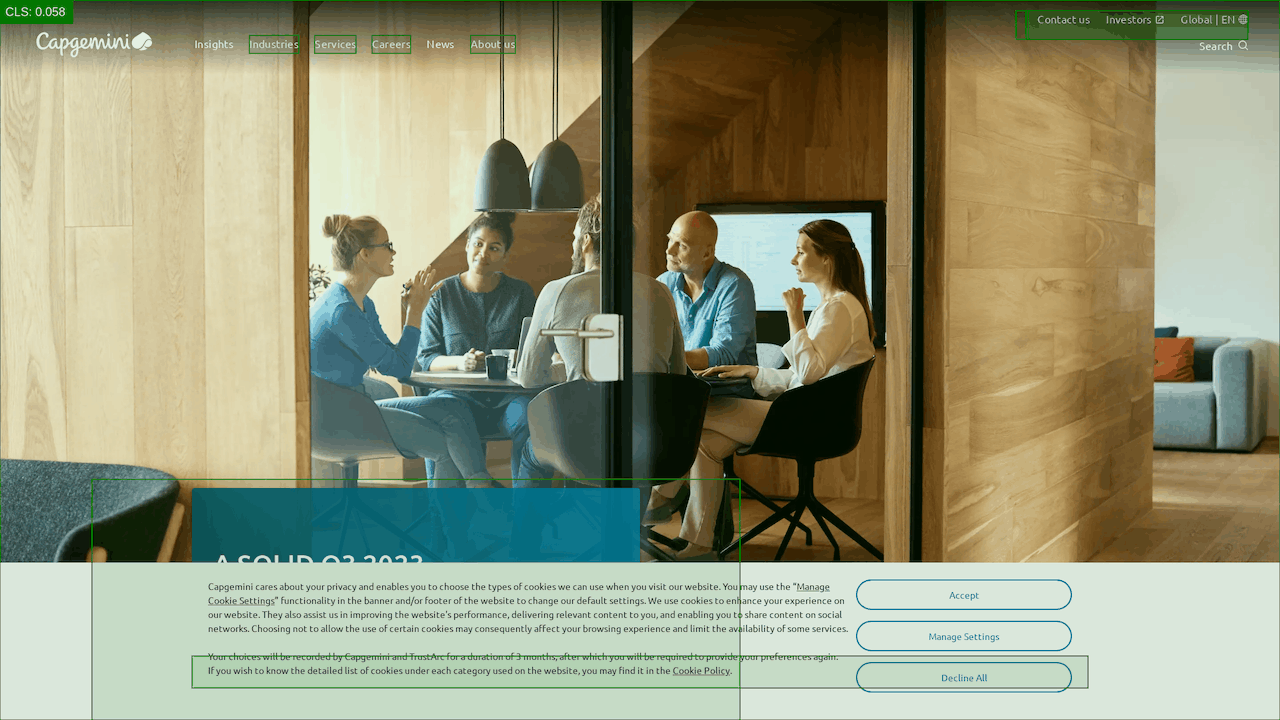 CLS: 0.058
Contact us Investors Global | EN
Capgemini Insights Industries Services Careers News About us
Search
A SOLID Q3 2023
Capgemini cares about your privacy and enables you to choose the types of cookies we can use when you visit our website. You may use the "Manage
Cookie Settings" functionality in the banner and/or footer of the website to change our default settings. We use cookies to enhance your experience on
our website. They also assist us in improving the website's performance, delivering relevant content to you, and enabling you to share content on social
networks. Choosing not to allow the use of certain cookies may consequently affect your browsing experience and limit the availability of some services.
Your choices will be recorded by Capgemini and TrustArc for a duration of 3 months, after which you will be required to provide your preferences again.
If you wish to know the detailed list of cookies under each category used on the website, you may find it in the Cookie Policy.
Accept
Manage Settings
Decline All